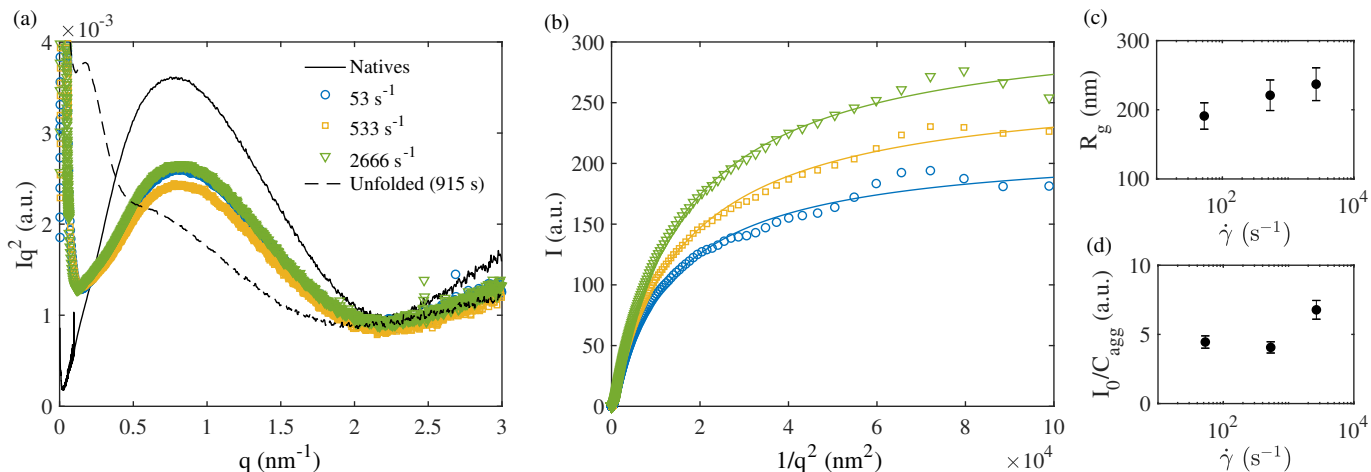 (a)
×10⁻³
4
3
2
1
0
Iq² (a.u.)
0 0.5 1 1.5 2 2.5 3
q (nm⁻¹)
Natives
53 s⁻¹
533 s⁻¹
2666 s⁻¹
Unfolded (915 s)
(b)
300
250
200
150
100
50
0
I (a.u.)
0 2 4 6 8 10
×10⁴
1/q² (nm²)
(c)
300
200
100
R_g (nm)
10² 10⁴
γ̇ (s⁻¹)
(d)
10
5
0
I₀/C_agg (a.u.)
10² 10⁴
γ̇ (s⁻¹)